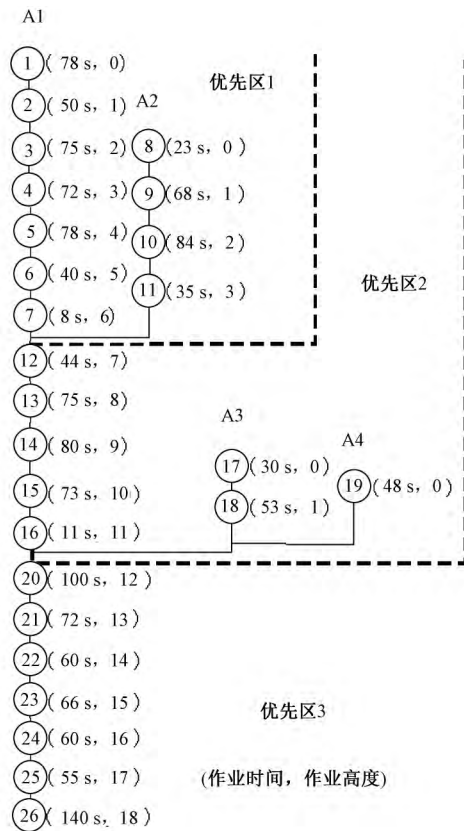 A1
1 ( 78 s, 0)
优先区1
2 ( 50 s, 1) A2
3 ( 75 s, 2) 8 (23 s, 0)
4 ( 72 s, 3) 9 (68 s, 1)
5 ( 78 s, 4) 10 (84 s, 2)
优先区2
6 ( 40 s, 5) 11 (35 s, 3)
7 ( 8 s, 6)
12 ( 44 s, 7)
13 ( 75 s, 8)
A3
14 ( 80 s, 9) A4
17 ( 30 s, 0)
15 ( 73 s, 10) 19 ( 48 s, 0)
18 ( 53 s, 1)
16 ( 11 s, 11)
20 ( 100 s, 12)
21 ( 72 s, 13)
22 ( 60 s, 14)
23 ( 66 s, 15) 优先区3
24 ( 60 s, 16)
25 ( 55 s, 17) (作业时间，作业高度)
26 ( 140 s, 18)